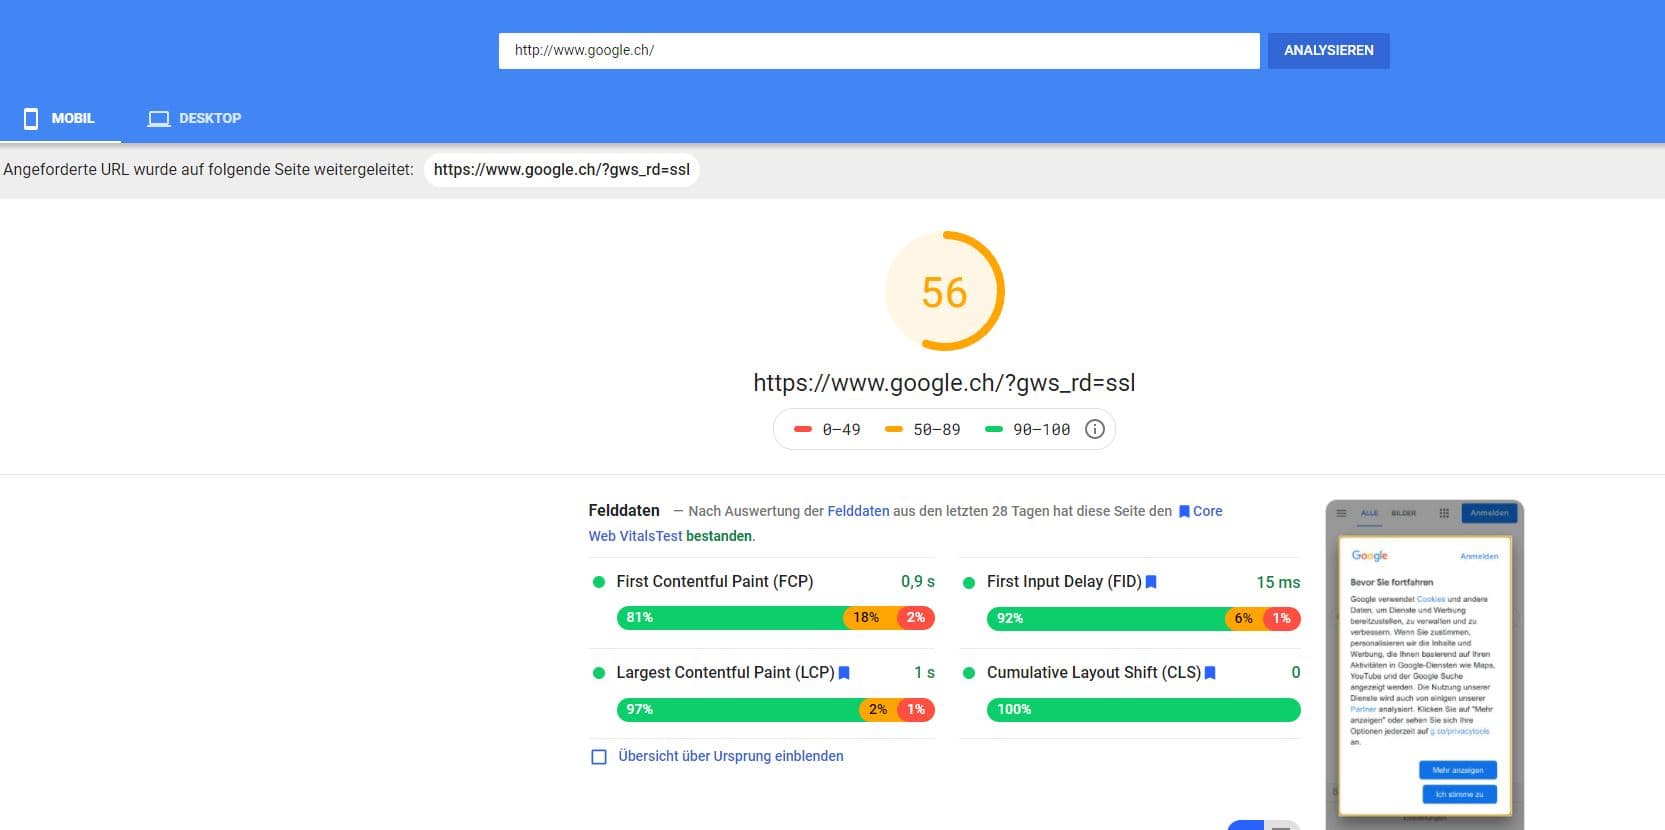 http://www.google.ch/
ANALYSIEREN
MOBIL
DESKTOP
Angeforderte URL wurde auf folgende Seite weitergeleitet: https://www.google.ch/?gws_rd=ssl
56
https://www.google.ch/?gws_rd=ssl
0–49 50–89 90–100
Felddaten — Nach Auswertung der Felddaten aus den letzten 28 Tagen hat diese Seite den Core
Web VitalsTest bestanden.
First Contentful Paint (FCP) 0,9 s
81% 18% 2%
First Input Delay (FID) 15 ms
92% 6% 1%
Largest Contentful Paint (LCP) 1 s
97% 2% 1%
Cumulative Layout Shift (CLS) 0
100%
Übersicht über Ursprung einblenden
ALLE BILDER Anmelden
Google Anmelden
Bevor Sie fortfahren
Google verwendet Cookies und andere
Daten, um Dienste und Werbung
bereitzustellen, zu verwalten und zu
verbessern. Wenn Sie zustimmen,
personalisieren wir die Inhalte und
Werbung, die Ihnen basierend auf Ihren
Aktivitäten in Google-Diensten wie Maps,
YouTube und der Google Suche
angezeigt werden. Die Nutzung unserer
Dienste wird auch von einigen unserer
Partner analysiert. Klicken Sie auf "Mehr
anzeigen" oder sehen Sie sich Ihre
Optionen jederzeit auf g.co/privacytools
an.
Mehr anzeigen
Ich stimme zu